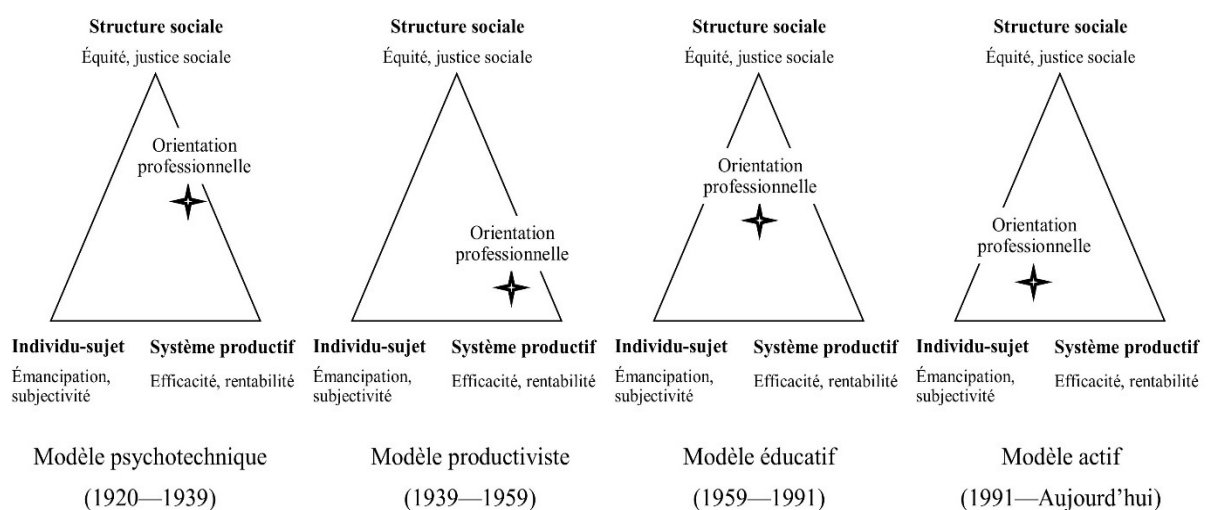 Structure sociale
Équité, justice sociale
Orientation
professionnelle
Individu-sujet
Émancipation,
subjectivité
Système productif
Efficacité, rentabilité
Modèle psychotechnique
(1920—1939)
Structure sociale
Équité, justice sociale
Orientation
professionnelle
Individu-sujet
Émancipation,
subjectivité
Système productif
Efficacité, rentabilité
Modèle productiviste
(1939—1959)
Structure sociale
Équité, justice sociale
Orientation
professionnelle
Individu-sujet
Émancipation,
subjectivité
Système productif
Efficacité, rentabilité
Modèle éducatif
(1959—1991)
Structure sociale
Équité, justice sociale
Orientation
professionnelle
Individu-sujet
Émancipation,
subjectivité
Système productif
Efficacité, rentabilité
Modèle actif
(1991—Aujourd'hui)